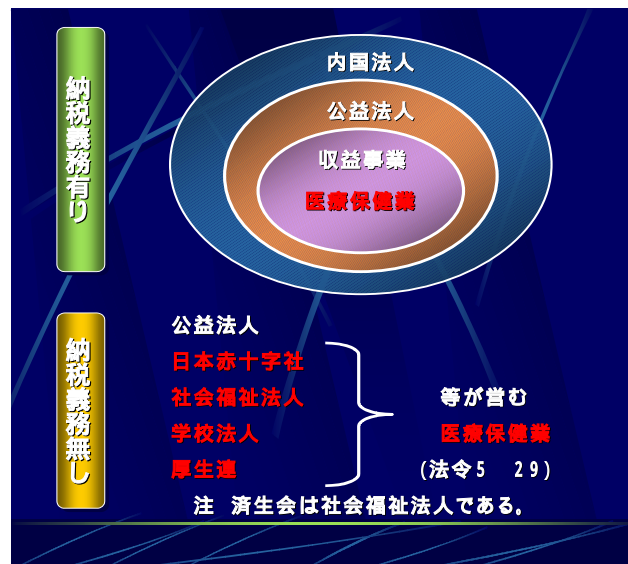 納税義務有り
内国法人
公益法人
収益事業
医療保健業
納税義務無し
公益法人
日本赤十字社
社会福祉法人
学校法人
厚生連
等が営む
医療保健業
(法令5　29)
注　済生会は社会福祉法人である。